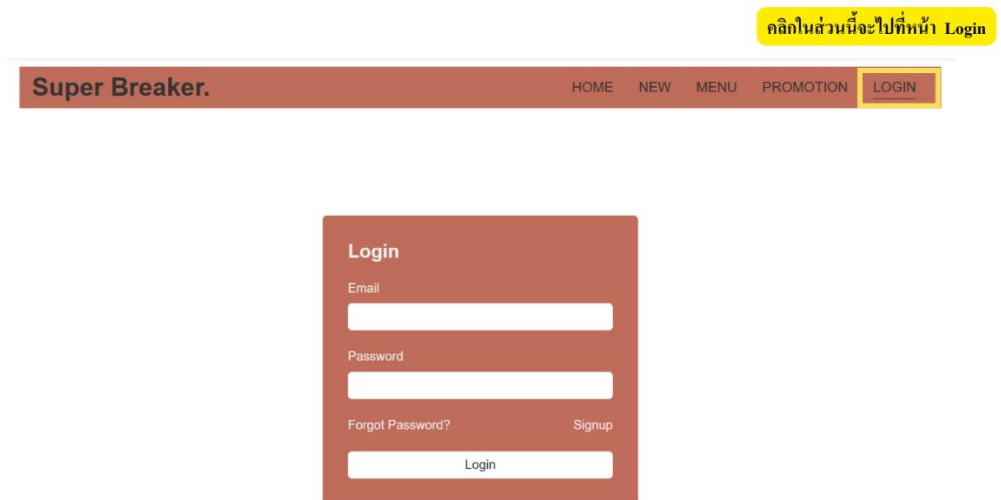 คลิกในส่วนนี้จะไปที่หน้า Login
Super Breaker. HOME NEW MENU PROMOTION LOGIN
Login
Email
Password
Forgot Password? Signup
Login